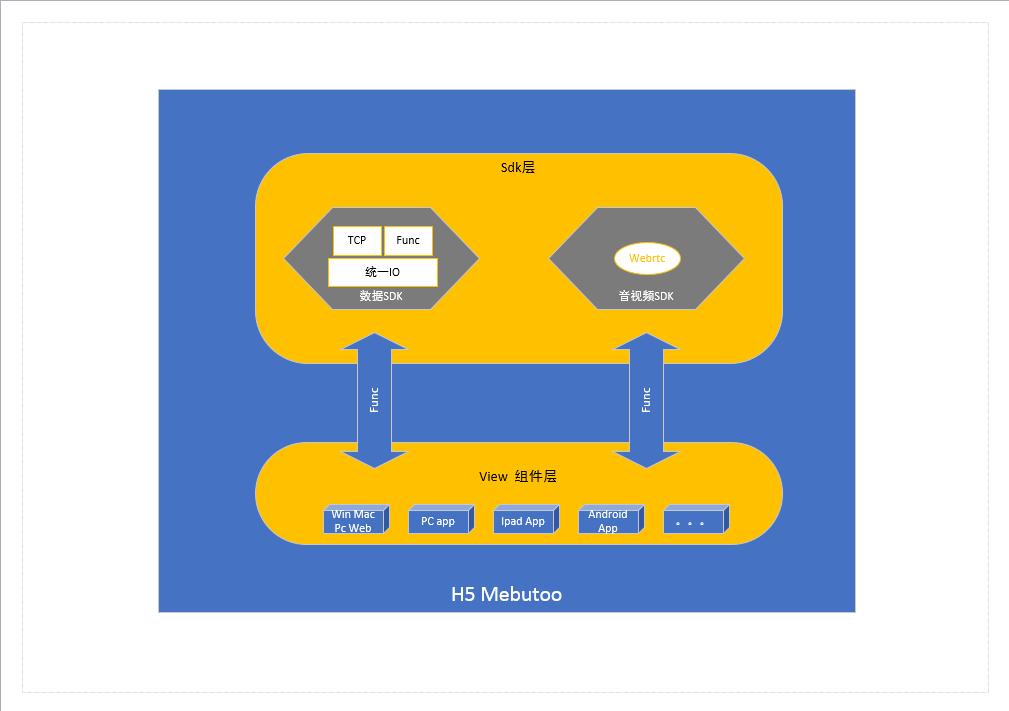 Sdk层
TCP
Func
统一IO
数据SDK
Webrtc
音视频SDK
Func
Func
View 组件层
Win Mac
Pc Web
PC app
Ipad App
Android
App
。。。
H5 Mebutoo